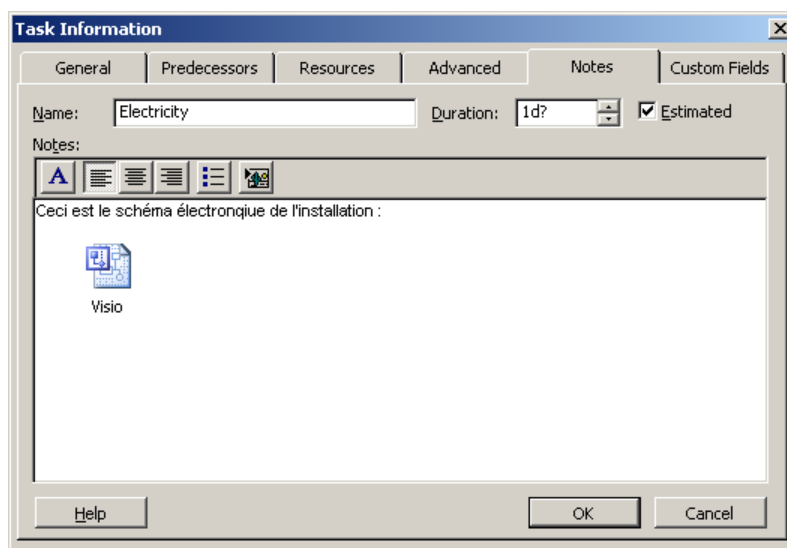 Task Information
General Predecessors Resources Advanced Notes Custom Fields
Name: Electricity Duration: 1d? Estimated
Notes:
A
Ceci est le schéma électronqiue de l'installation :
Visio
Help OK Cancel